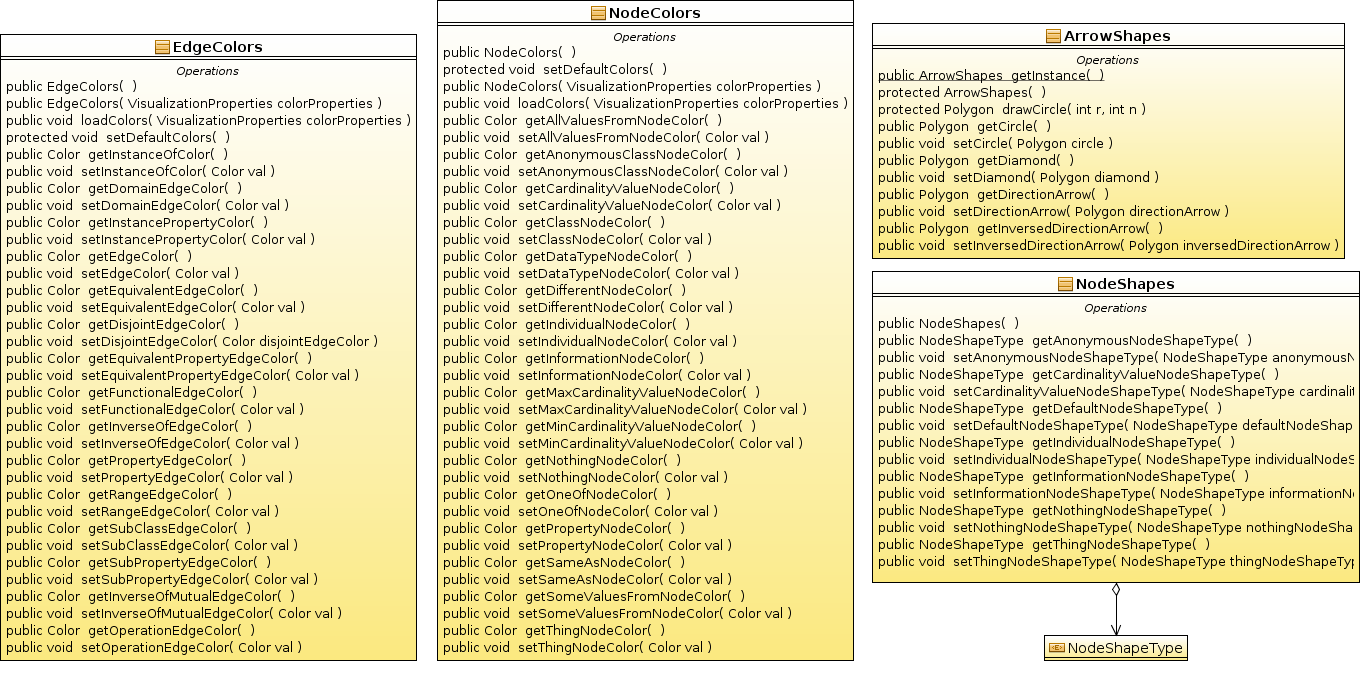 EdgeColors
Operations
public EdgeColors(  )
public EdgeColors( VisualizationProperties colorProperties )
public void  loadColors( VisualizationProperties colorProperties )
protected void  setDefaultColors(  )
public Color  getInstanceOfColor(  )
public void  setInstanceOfColor( Color val )
public Color  getDomainEdgeColor(  )
public void  setDomainEdgeColor( Color val )
public Color  getInstancePropertyColor(  )
public void  setInstancePropertyColor( Color val )
public Color  getEdgeColor(  )
public void  setEdgeColor( Color val )
public Color  getEquivalentEdgeColor(  )
public void  setEquivalentEdgeColor( Color val )
public Color  getDisjointEdgeColor(  )
public void  setDisjointEdgeColor( Color disjointEdgeColor )
public Color  getEquivalentPropertyEdgeColor(  )
public void  setEquivalentPropertyEdgeColor( Color val )
public Color  getFunctionalEdgeColor(  )
public void  setFunctionalEdgeColor( Color val )
public Color  getInverseOfEdgeColor(  )
public void  setInverseOfEdgeColor( Color val )
public Color  getPropertyEdgeColor(  )
public void  setPropertyEdgeColor( Color val )
public Color  getRangeEdgeColor(  )
public void  setRangeEdgeColor( Color val )
public Color  getSubClassEdgeColor(  )
public void  setSubClassEdgeColor( Color val )
public Color  getSubPropertyEdgeColor(  )
public void  setSubPropertyEdgeColor( Color val )
public Color  getInverseOfMutualEdgeColor(  )
public void  setInverseOfMutualEdgeColor( Color val )
public Color  getOperationEdgeColor(  )
public void  setOperationEdgeColor( Color val )
NodeColors
Operations
public NodeColors(  )
protected void  setDefaultColors(  )
public NodeColors( VisualizationProperties colorProperties )
public void  loadColors( VisualizationProperties colorProperties )
public Color  getAllValuesFromNodeColor(  )
public void  setAllValuesFromNodeColor( Color val )
public Color  getAnonymousClassNodeColor(  )
public void  setAnonymousClassNodeColor( Color val )
public Color  getCardinalityValueNodeColor(  )
public void  setCardinalityValueNodeColor( Color val )
public Color  getClassNodeColor(  )
public void  setClassNodeColor( Color val )
public Color  getDataTypeNodeColor(  )
public void  setDataTypeNodeColor( Color val )
public Color  getDifferentNodeColor(  )
public void  setDifferentNodeColor( Color val )
public Color  getIndividualNodeColor(  )
public void  setIndividualNodeColor( Color val )
public Color  getInformationNodeColor(  )
public void  setInformationNodeColor( Color val )
public Color  getMaxCardinalityValueNodeColor(  )
public void  setMaxCardinalityValueNodeColor( Color val )
public Color  getMinCardinalityValueNodeColor(  )
public void  setMinCardinalityValueNodeColor( Color val )
public Color  getNothingNodeColor(  )
public void  setNothingNodeColor( Color val )
public Color  getOneOfNodeColor(  )
public void  setOneOfNodeColor( Color val )
public Color  getPropertyNodeColor(  )
public void  setPropertyNodeColor( Color val )
public Color  getSameAsNodeColor(  )
public void  setSameAsNodeColor( Color val )
public Color  getSomeValuesFromNodeColor(  )
public void  setSomeValuesFromNodeColor( Color val )
public Color  getThingNodeColor(  )
public void  setThingNodeColor( Color val )
ArrowShapes
Operations
public ArrowShapes  getInstance(  )
protected ArrowShapes(  )
protected Polygon  drawCircle( int r, int n )
public Polygon  getCircle(  )
public void  setCircle( Polygon circle )
public Polygon  getDiamond(  )
public void  setDiamond( Polygon diamond )
public Polygon  getDirectionArrow(  )
public void  setDirectionArrow( Polygon directionArrow )
public Polygon  getInversedDirectionArrow(  )
public void  setInversedDirectionArrow( Polygon inversedDirectionArrow )
NodeShapes
Operations
public NodeShapes(  )
public NodeShapeType  getAnonymousNodeShapeType(  )
public void  setAnonymousNodeShapeType( NodeShapeType anonymousN
public NodeShapeType  getCardinalityValueNodeShapeType(  )
public void  setCardinalityValueNodeShapeType( NodeShapeType cardinalit
public NodeShapeType  getDefaultNodeShapeType(  )
public void  setDefaultNodeShapeType( NodeShapeType defaultNodeShap
public NodeShapeType  getIndividualNodeShapeType(  )
public void  setIndividualNodeShapeType( NodeShapeType individualNodeS
public NodeShapeType  getInformationNodeShapeType(  )
public void  setInformationNodeShapeType( NodeShapeType informationN
public NodeShapeType  getNothingNodeShapeType(  )
public void  setNothingNodeShapeType( NodeShapeType nothingNodeSha
public NodeShapeType  getThingNodeShapeType(  )
public void  setThingNodeShapeType( NodeShapeType thingNodeShapeTyp
<E> NodeShapeType